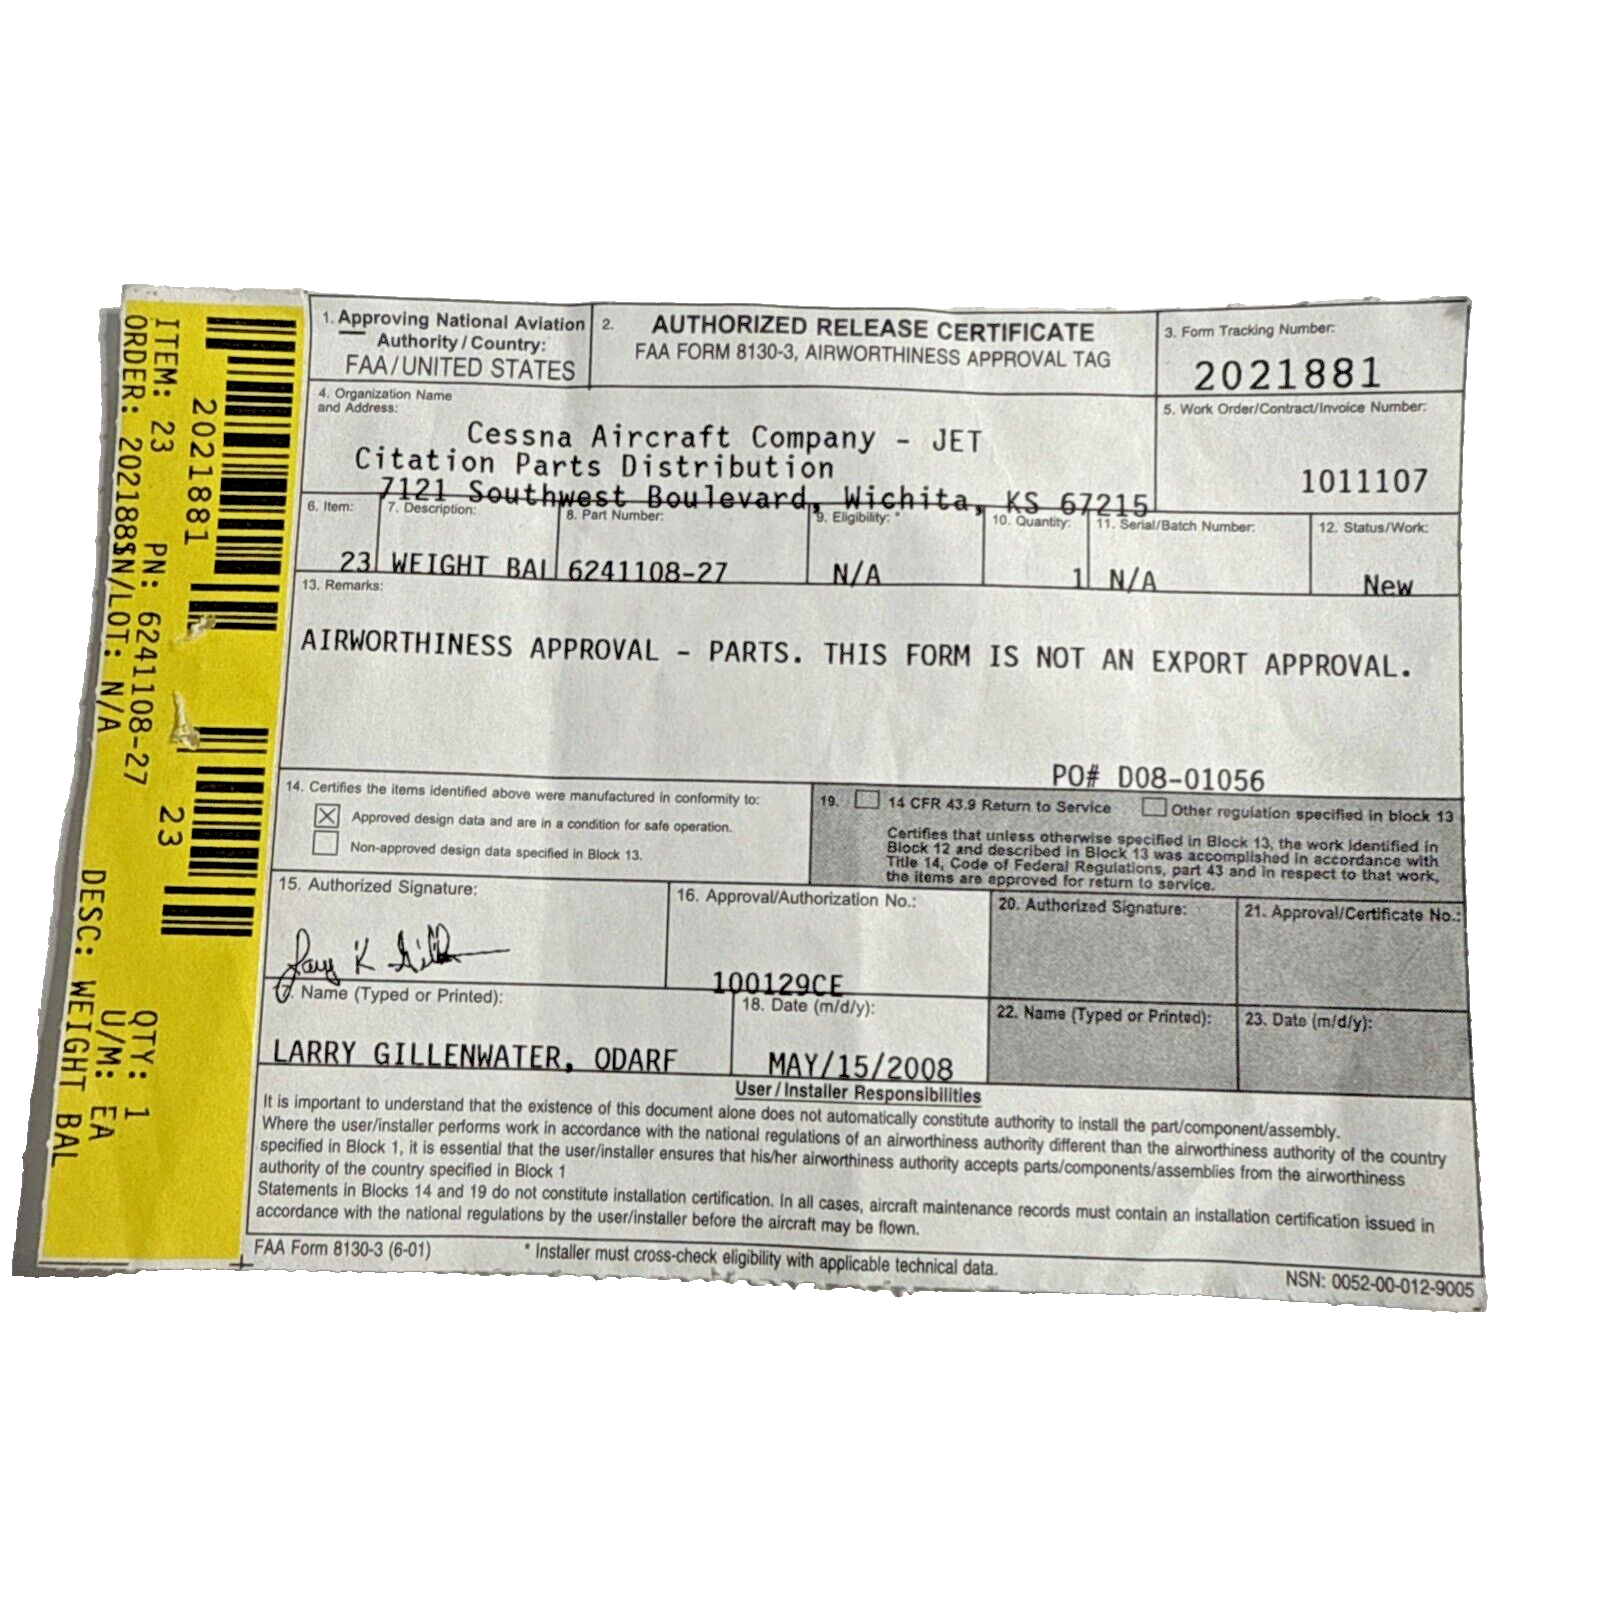 ITEM: 23
ORDER: 2021881
2021881
PN: 6241108-27
SN/LOT: N/A
23
DESC: WEIGHT BAL
QTY: 1
U/M: EA
1. Approving National Aviation
Authority/Country:
FAA/UNITED STATES
2.
AUTHORIZED RELEASE CERTIFICATE
FAA FORM 8130-3, AIRWORTHINESS APPROVAL TAG
3. Form Tracking Number:
2021881
4. Organization Name
and Address:
Cessna Aircraft Company - JET
Citation Parts Distribution
7121 Southwest Boulevard, Wichita, KS 67215
5. Work Order/Contract/Invoice Number:
1011107
6. Item:
23
7. Description:
WEIGHT BAL
8. Part Number:
6241108-27
9. Eligibility: *
N/A
10. Quantity:
1
11. Serial/Batch Number:
N/A
12. Status/Work:
New
13. Remarks:
AIRWORTHINESS APPROVAL - PARTS. THIS FORM IS NOT AN EXPORT APPROVAL.
PO# D08-01056
14. Certifies the items identified above were manufactured in conformity to:
Approved design data and are in a condition for safe operation.
Non-approved design data specified in Block 13.
19.
14 CFR 43.9 Return to Service
Other regulation specified in block 13
Certifies that unless otherwise specified in Block 13, the work identified in
Block 12 and described in Block 13 was accomplished in accordance with
Title 14, Code of Federal Regulations, part 43 and in respect to that work,
the items are approved for return to service.
15. Authorized Signature:
16. Approval/Authorization No.:
100129CE
20. Authorized Signature:
21. Approval/Certificate No.:
. Name (Typed or Printed):
LARRY GILLENWATER, ODARF
18. Date (m/d/y):
MAY/15/2008
22. Name (Typed or Printed):
23. Date (m/d/y):
User/Installer Responsibilities
It is important to understand that the existence of this document alone does not automatically constitute authority to install the part/component/assembly.
Where the user/installer performs work in accordance with the national regulations of an airworthiness authority different than the airworthiness authority of the country
specified in Block 1, it is essential that the user/installer ensures that his/her airworthiness authority accepts parts/components/assemblies from the airworthiness
authority of the country specified in Block 1
Statements in Blocks 14 and 19 do not constitute installation certification. In all cases, aircraft maintenance records must contain an installation certification issued in
accordance with the national regulations by the user/installer before the aircraft may be flown.
FAA Form 8130-3 (6-01)
* Installer must cross-check eligibility with applicable technical data.
NSN: 0052-00-012-9005